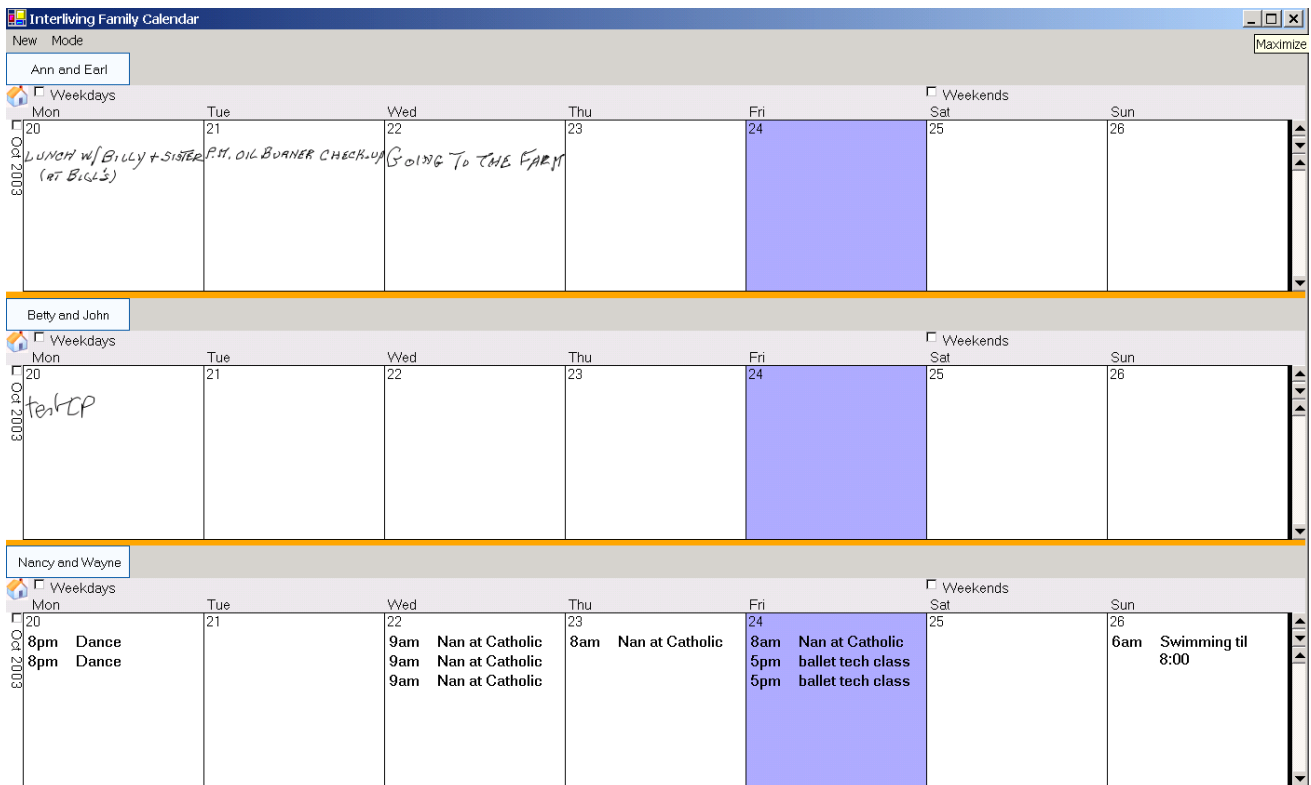 Interliving Family Calendar
New Mode
Maximize
Ann and Earl
Weekdays Weekends
Mon Tue Wed Thu Fri Sat Sun
20 21 22 23 24 25 26
Oct 2003
LUNCH W/ BILLY + SISTER P.M. OIL BURNER CHECK-UP GOING TO THE FARM
(AT BILL'S)
Betty and John
Weekdays Weekends
Mon Tue Wed Thu Fri Sat Sun
20 21 22 23 24 25 26
Oct 2003
test CP
Nancy and Wayne
Weekdays Weekends
Mon Tue Wed Thu Fri Sat Sun
20 21 22 23 24 25 26
Oct 2003
8pm Dance 9am Nan at Catholic 8am Nan at Catholic 8am Nan at Catholic 6am Swimming til
8pm Dance 9am Nan at Catholic 5pm ballet tech class 8:00
9am Nan at Catholic 5pm ballet tech class